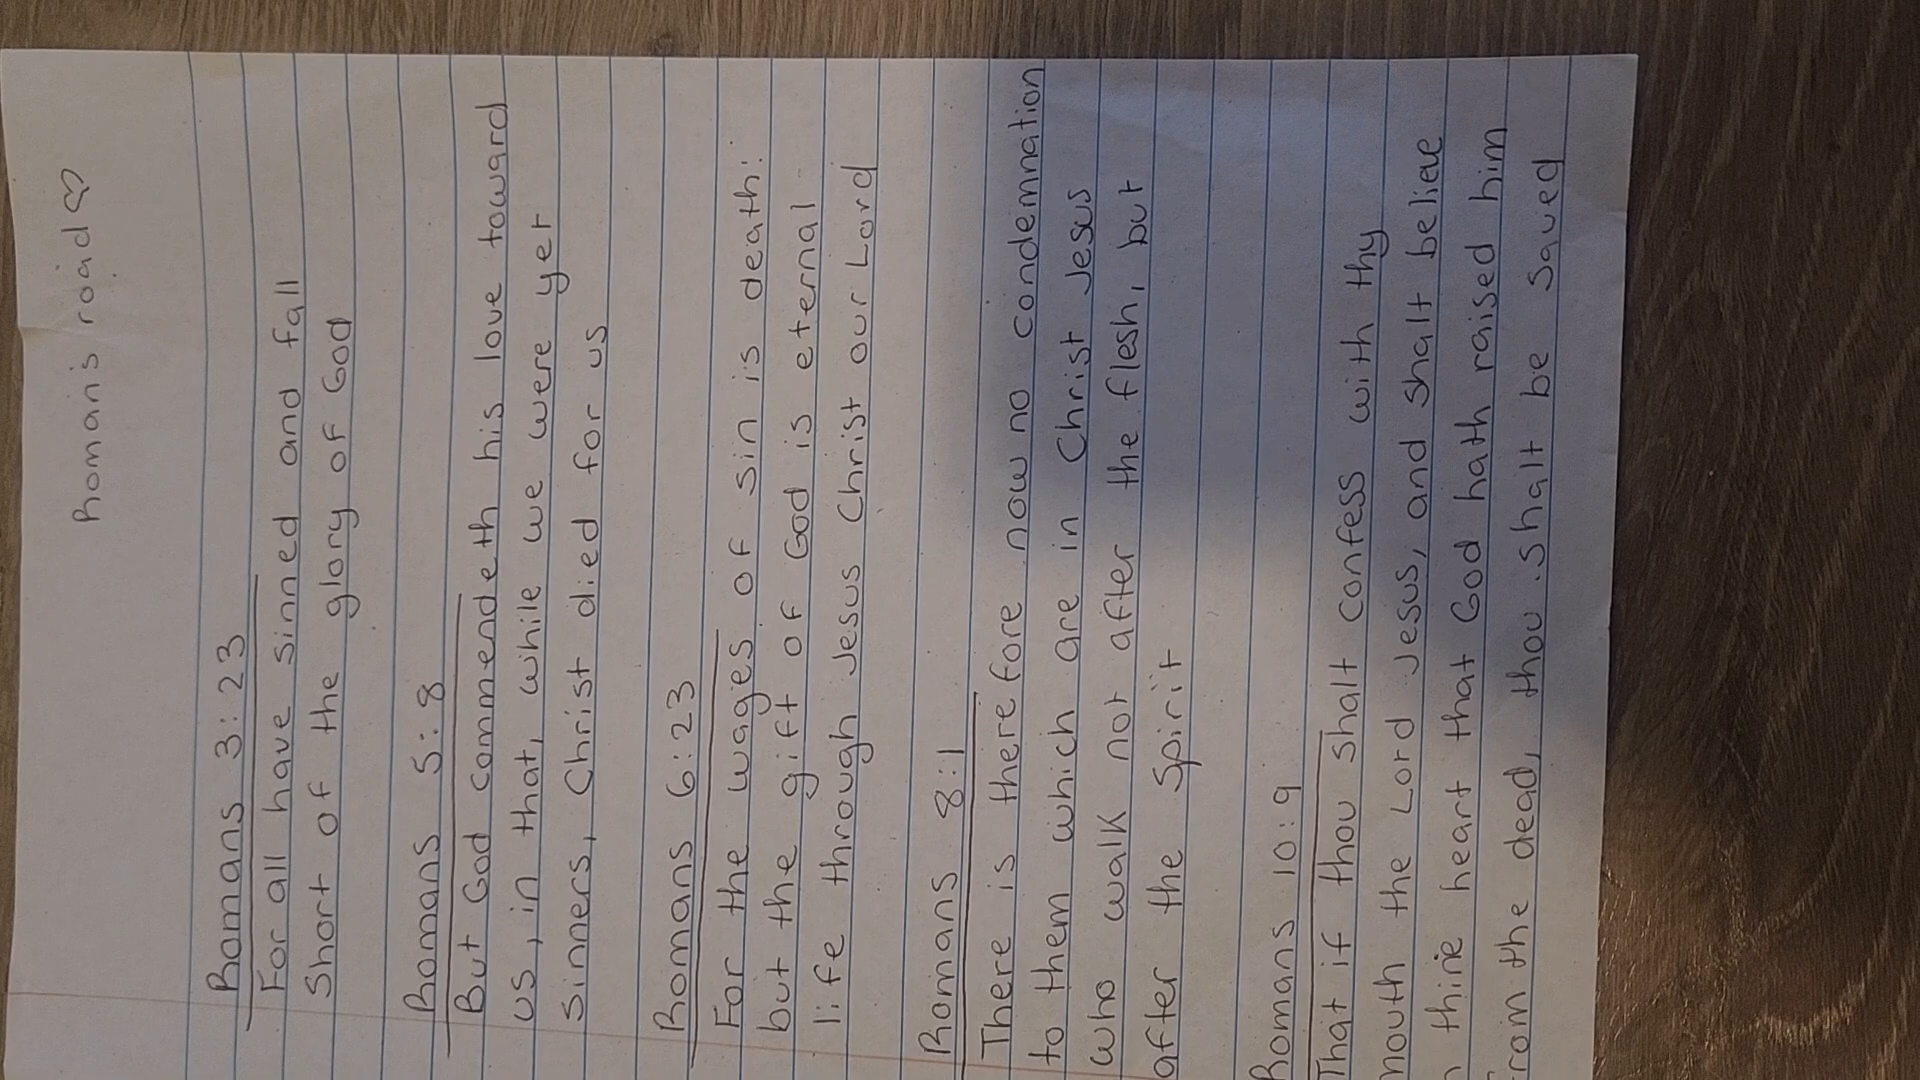 Roman's road ♡
Romans 3:23
For all have sinned and fall
short of the glory of God
Romans 5:8
But God commendeth his love toward
us, in that, while we were yet
sinners, Christ died for us
Romans 6:23
For the wages of sin is death:
but the gift of God is eternal
life through Jesus Christ our Lord
Romans 8:1
There is therefore now no condemnation
to them which are in Christ Jesus
who walk not after the flesh, but
after the Spirit
Romans 10:9
That if thou shalt confess with thy
mouth the Lord Jesus, and shalt believe
thine heart that God hath raised him
from the dead, thou shalt be saved